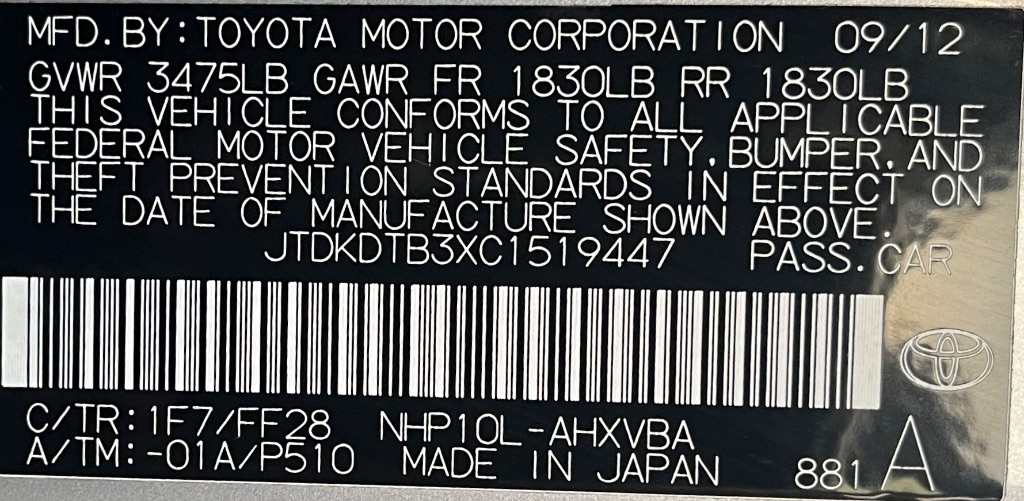 MFD. BY: TOYOTA MOTOR CORPORATION 09/12
GVWR 3475LB GAWR FR 1830LB RR 1830LB
THIS VEHICLE CONFORMS TO ALL APPLICABLE
FEDERAL MOTOR VEHICLE SAFETY, BUMPER, AND
THEFT PREVENTION STANDARDS IN EFFECT ON
THE DATE OF MANUFACTURE SHOWN ABOVE.
JTDKDTB3XC1519447 PASS. CAR
C/TR: 1F7/FF28 NHP10L-AHXVBA
A/TM: -01A/P510 MADE IN JAPAN 881 A